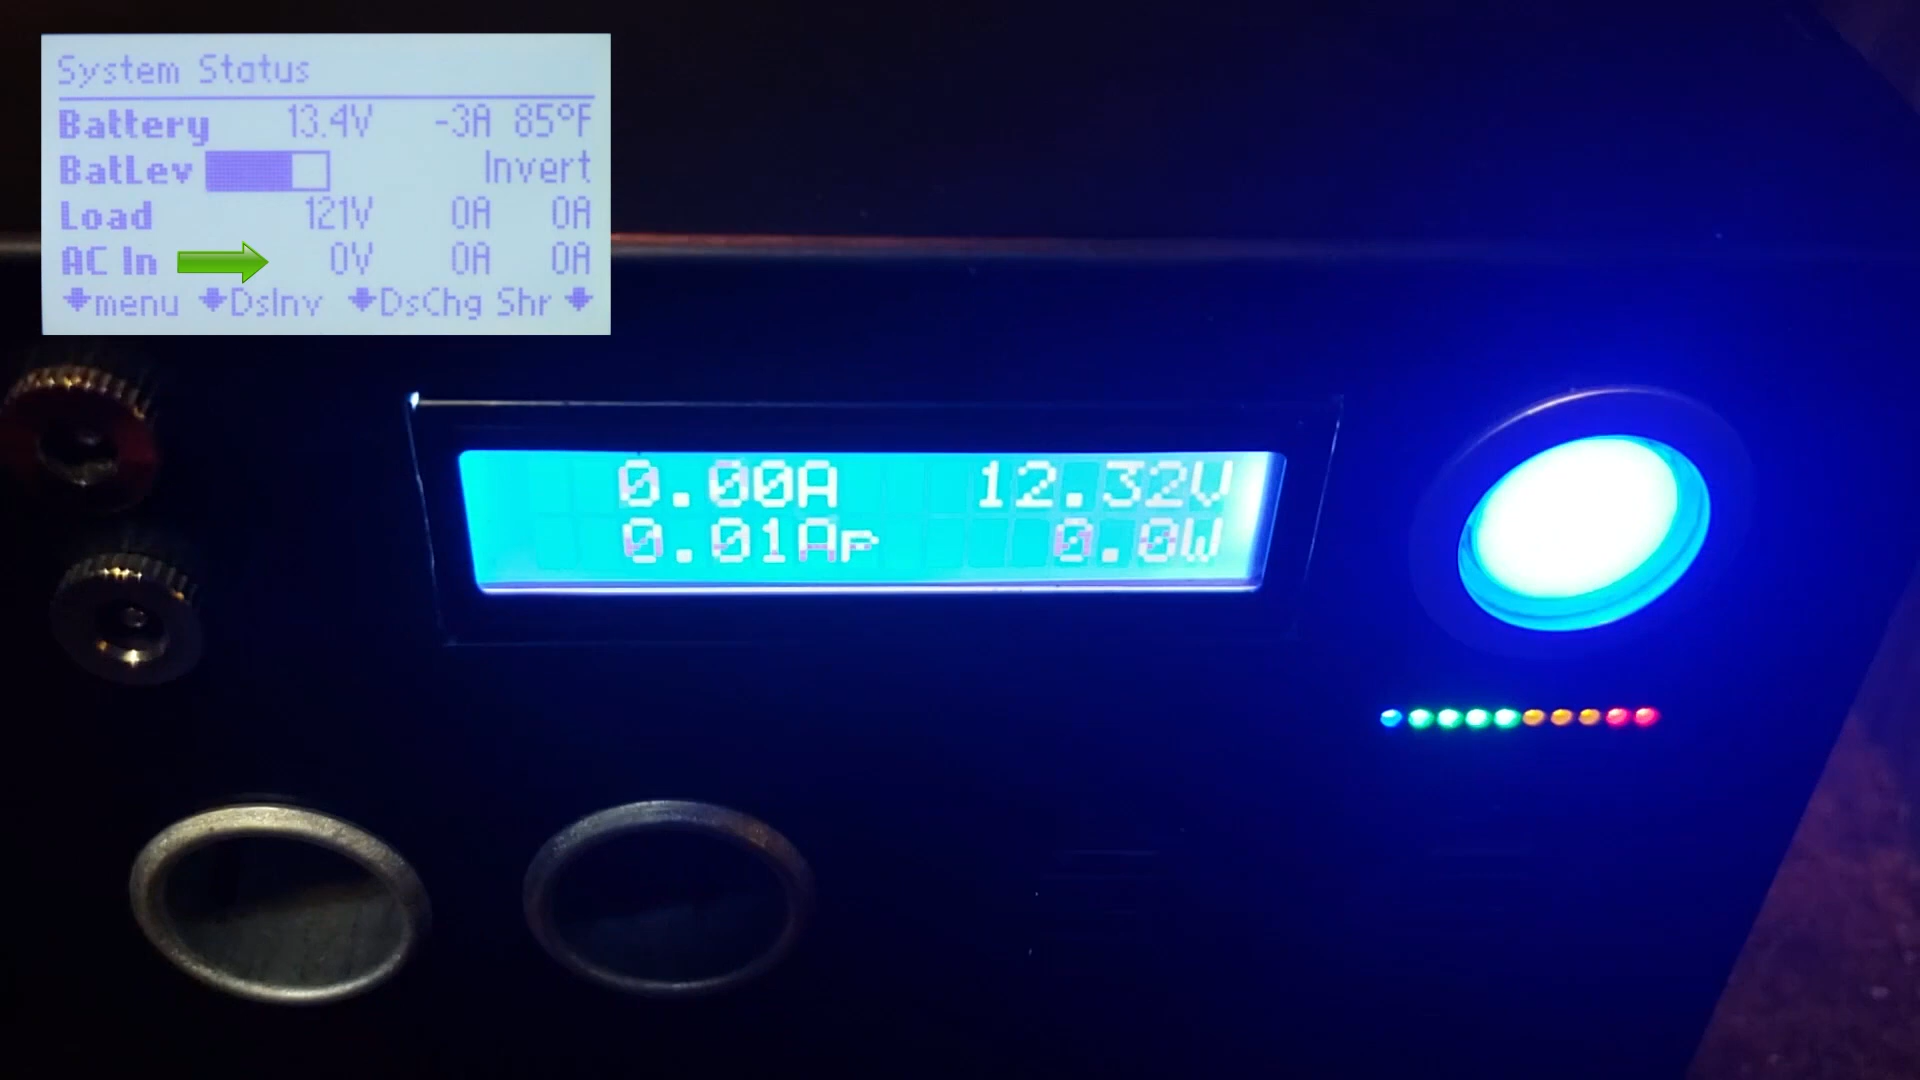 System Status
Battery 13.4V -3A 85°F
BatLev Invert
Load 121V 0A 0A
AC In 0V 0A 0A
menu DsInv DsChg Shr
0.00A 12.32V
0.01Ap 0.0W